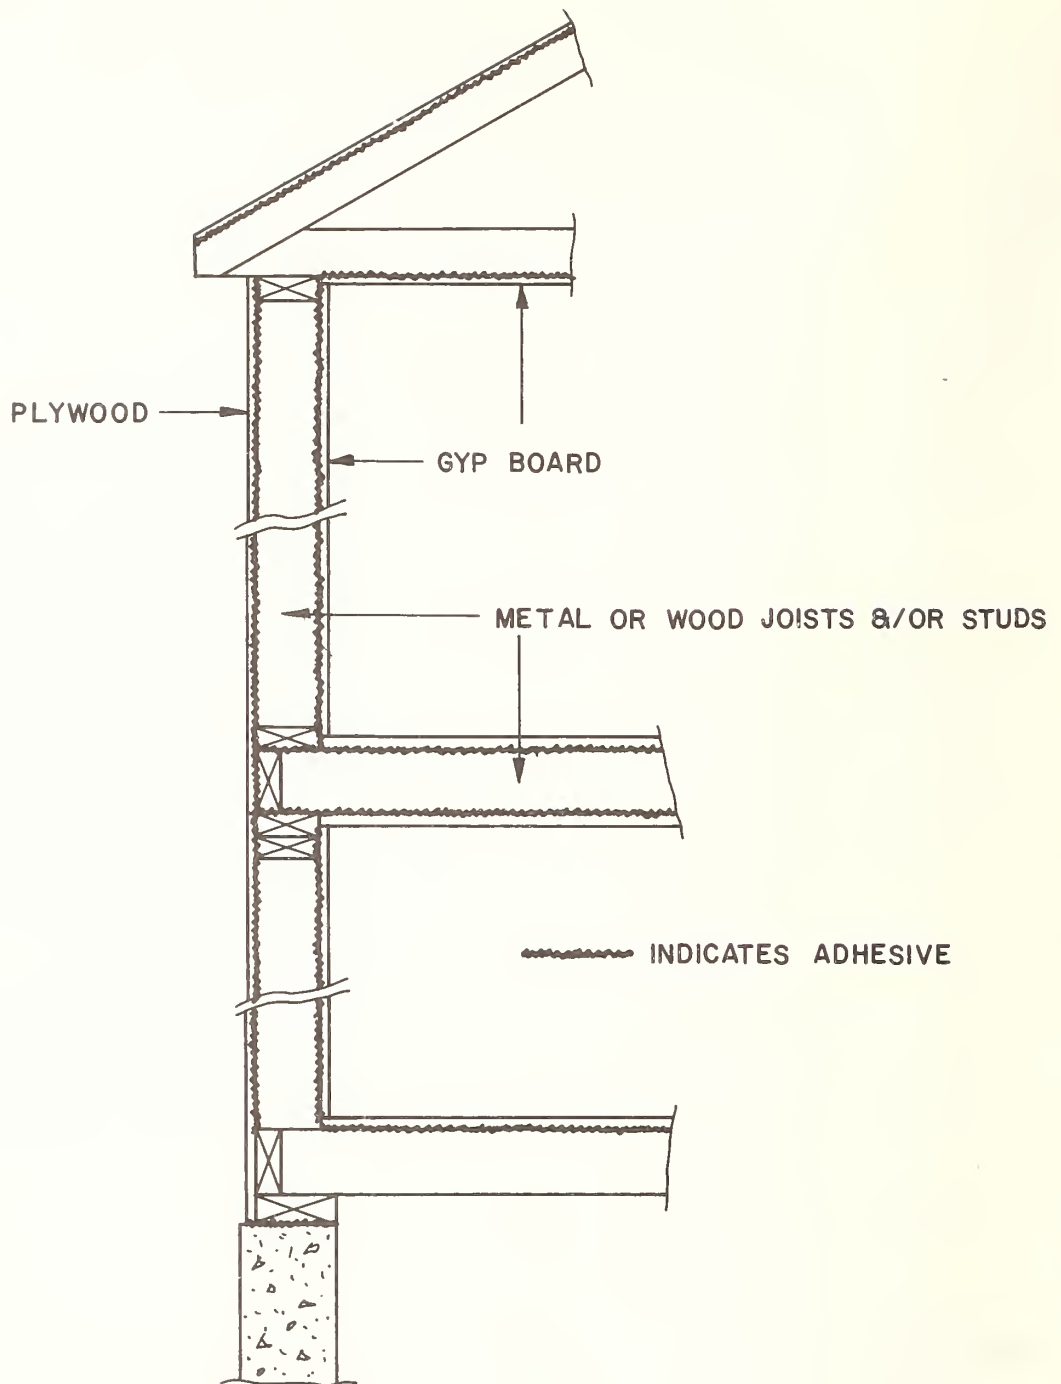 PLYWOOD
GYP BOARD
METAL OR WOOD JOISTS &/OR STUDS
INDICATES ADHESIVE